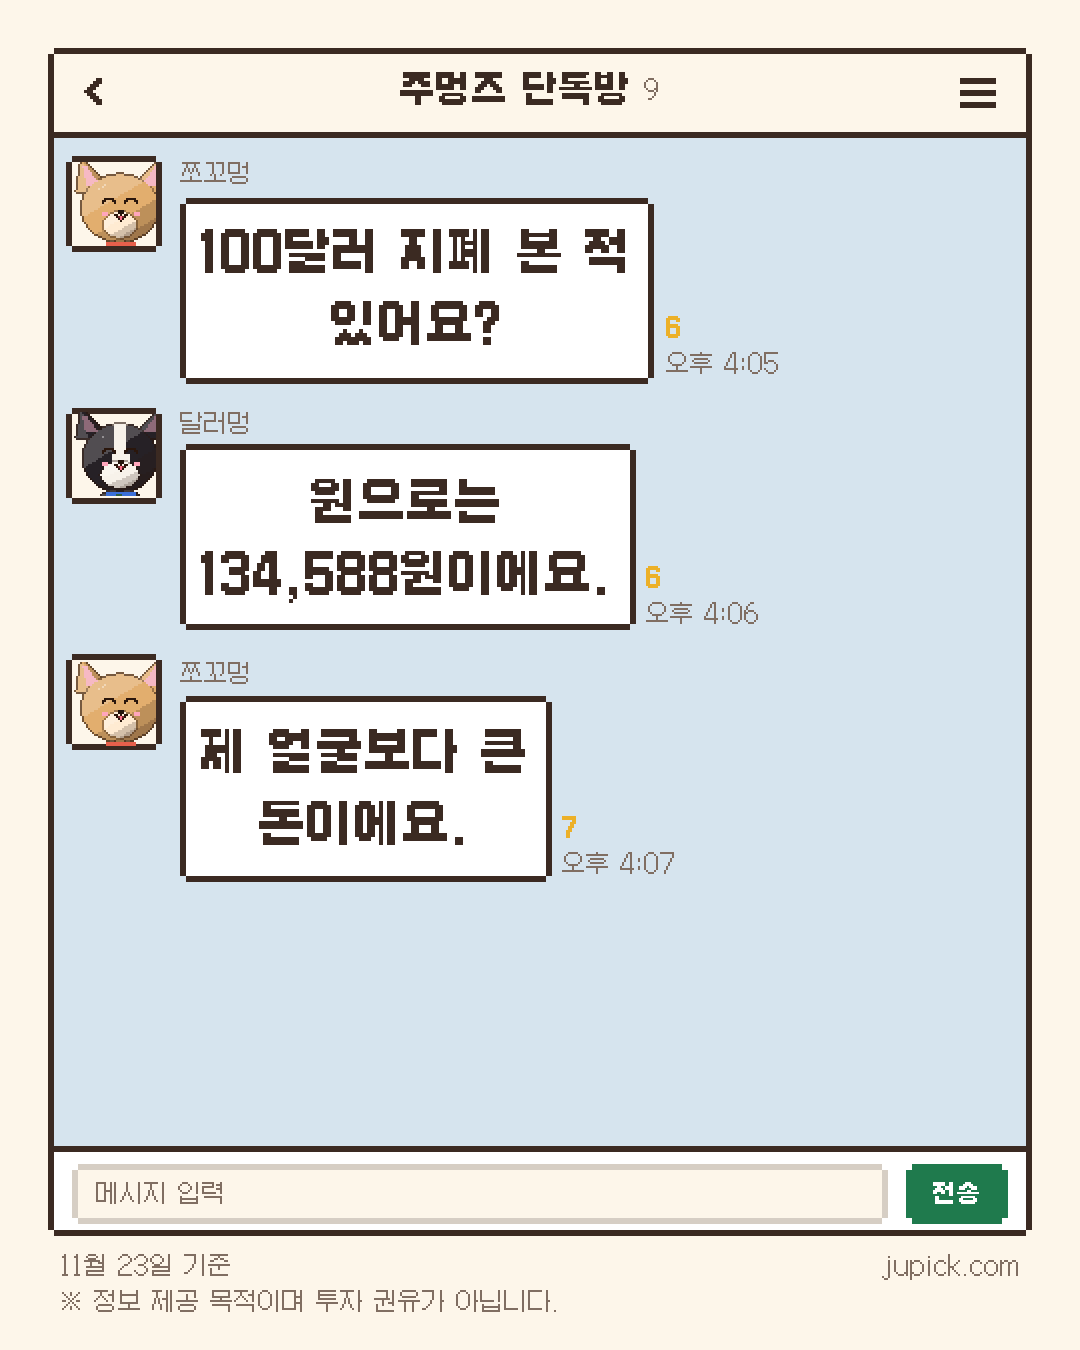 주멍즈 단톡방 9
쪼꼬멍
100달러 지폐 본 적
있어요?
6
오후 4:05
달러멍
원으로는
134,588원이에요.
6
오후 4:06
쪼꼬멍
제 얼굴보다 큰
돈이에요.
7
오후 4:07
메시지 입력
전송
11월 23일 기준
jupick.com
※ 정보 제공 목적이며 투자 권유가 아닙니다.